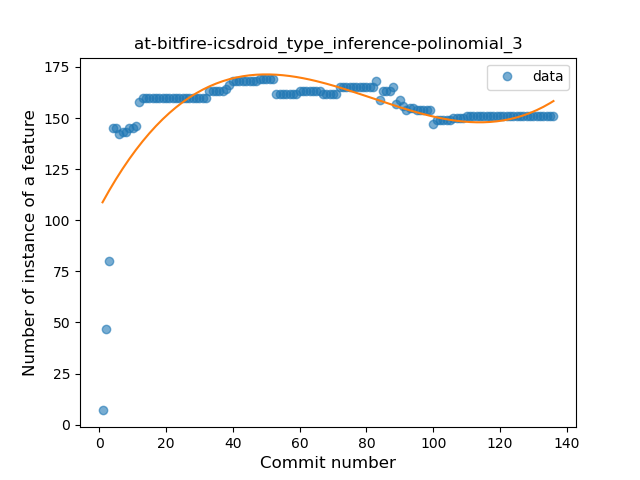 at-bitfire-icsdroid_type_inference-polinomial_3
data
Number of instance of a feature
175
150
125
100
75
50
25
0
0 20 40 60 80 100 120 140
Commit number